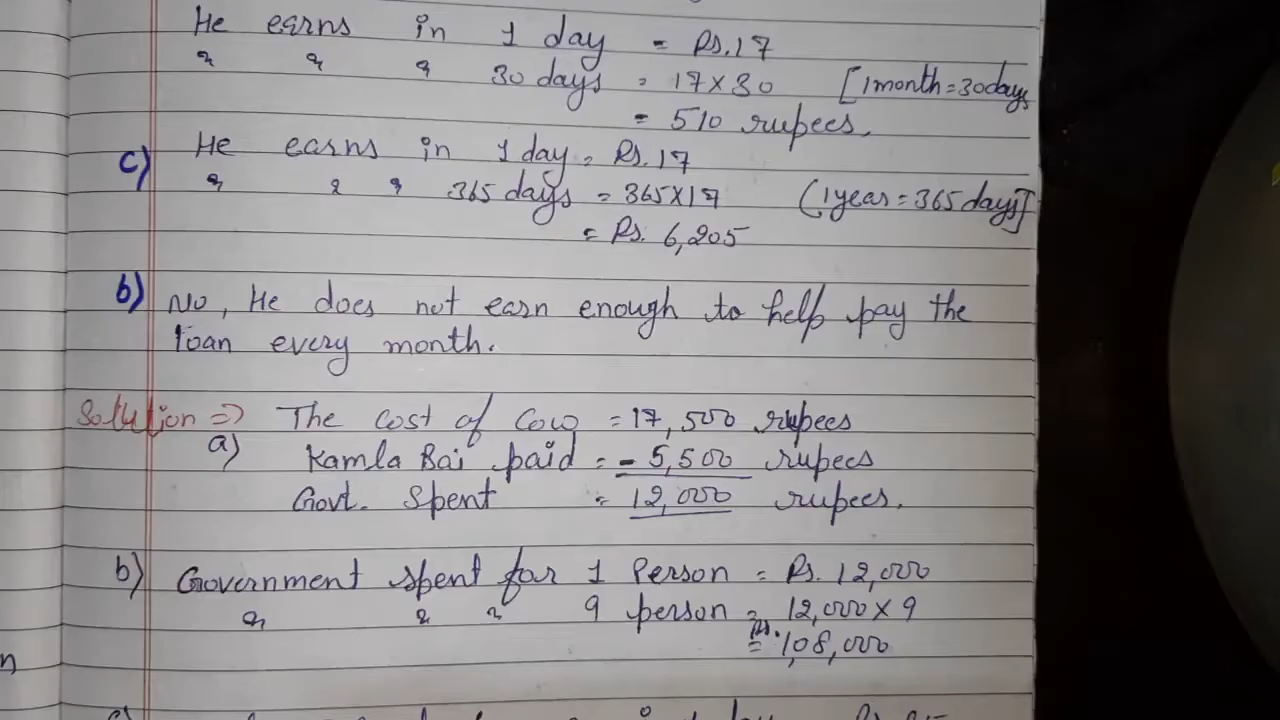 He earns in 1 day = Rs. 17
" " " 30 days = 17×30 [1 month = 30 days
= 510 rupees.
c) He earns in 1 day = Rs. 17
" " " 365 days = 365×17 (1 year = 365 days]
= Rs. 6,205
b) No, He does not earn enough to help pay the
loan every month.
Solution => The cost of Cow = 17,500 rupees
a) Kamla Bai paid = - 5,500 rupees
Govt. Spent = 12,000 rupees.
b) Government spent for 1 Person = Rs. 12,000
" " " 9 person = 12,000 × 9
= Rs. 1,08,000
n